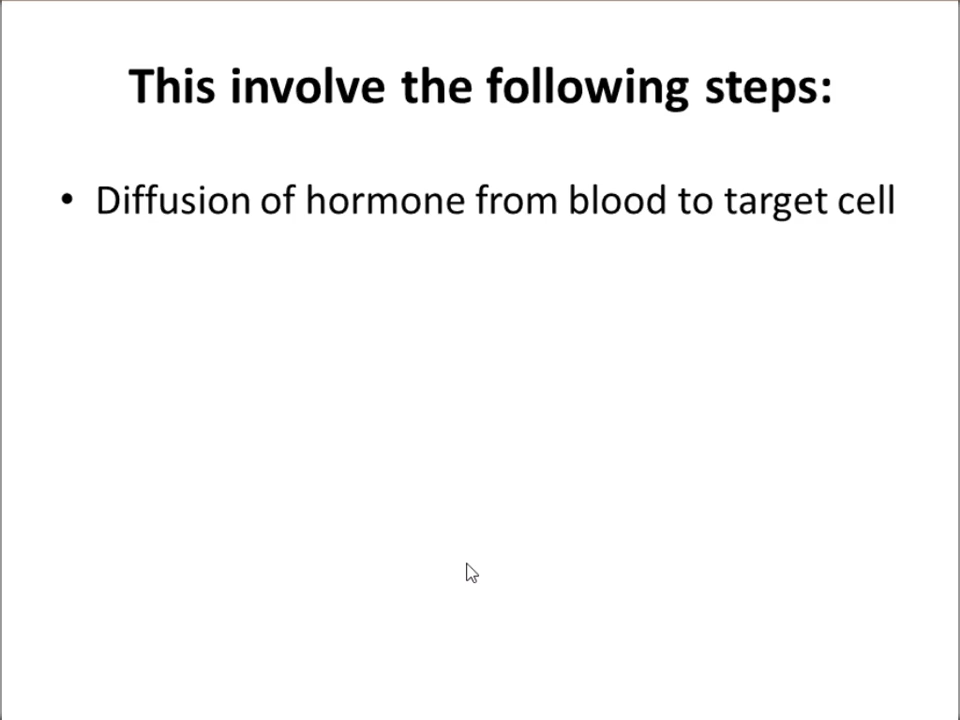 This involve the following steps:
• Diffusion of hormone from blood to target cell